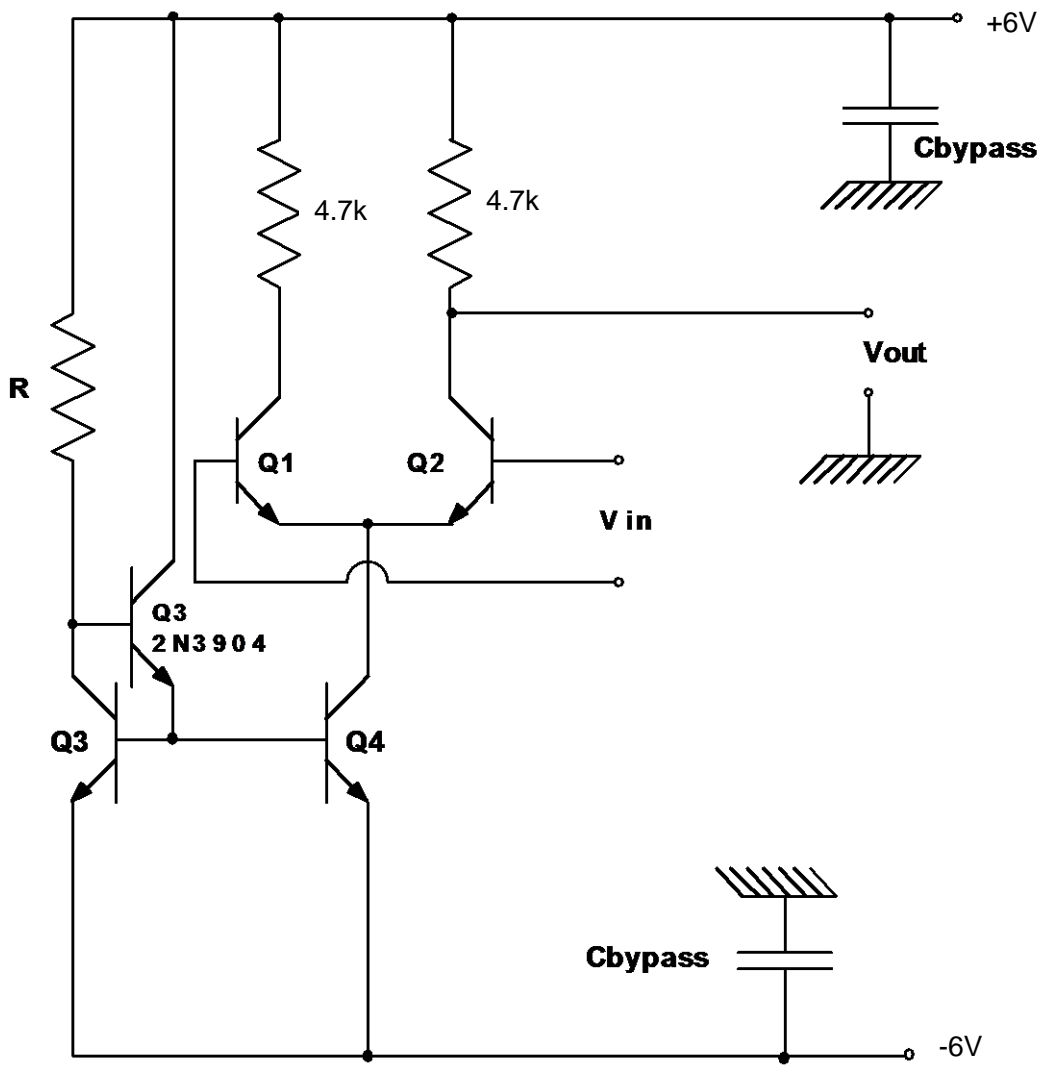 +6V
Cbypass
4.7k
4.7k
Vout
R
Q1
Q2
V in
Q3
2N3904
Q3
Q4
Cbypass
-6V